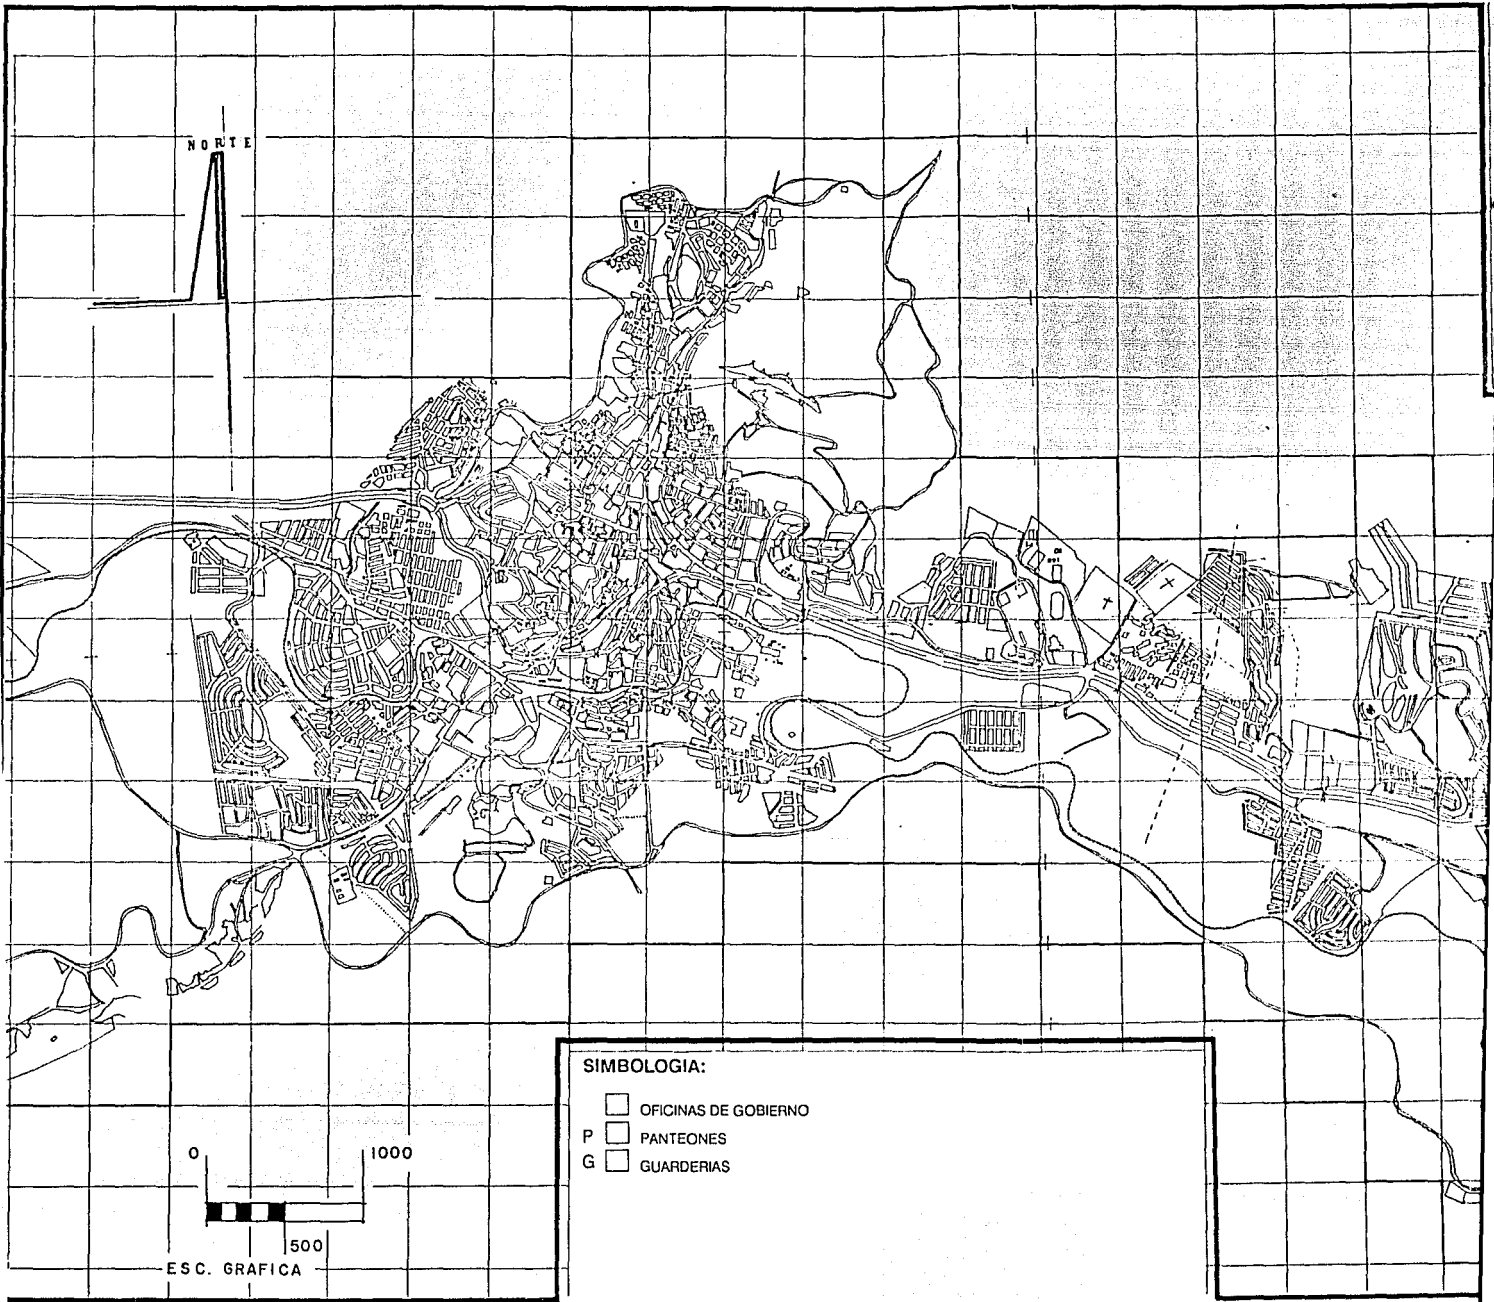 NORTE
P
SIMBOLOGIA:
OFICINAS DE GOBIERNO
P PANTEONES
G GUARDERIAS
0 1000
500
ESC. GRAFICA